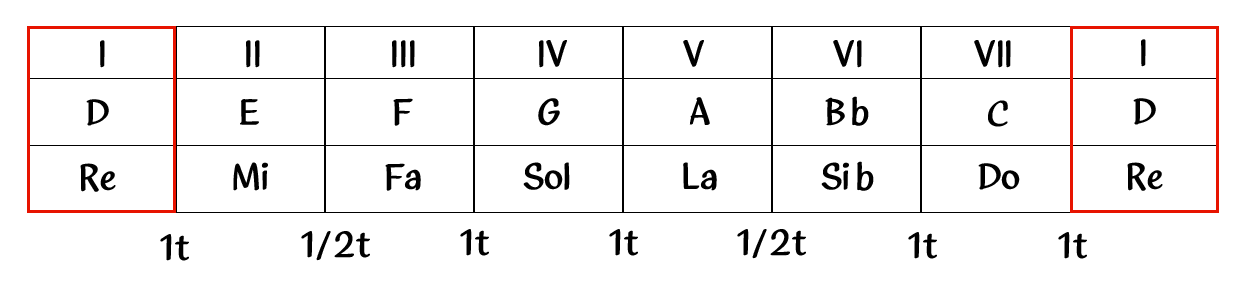 I II III IV V VI VII I
D E F G A Bb C D
Re Mi Fa Sol La Sib Do Re
1t 1/2t 1t 1t 1/2t 1t 1t